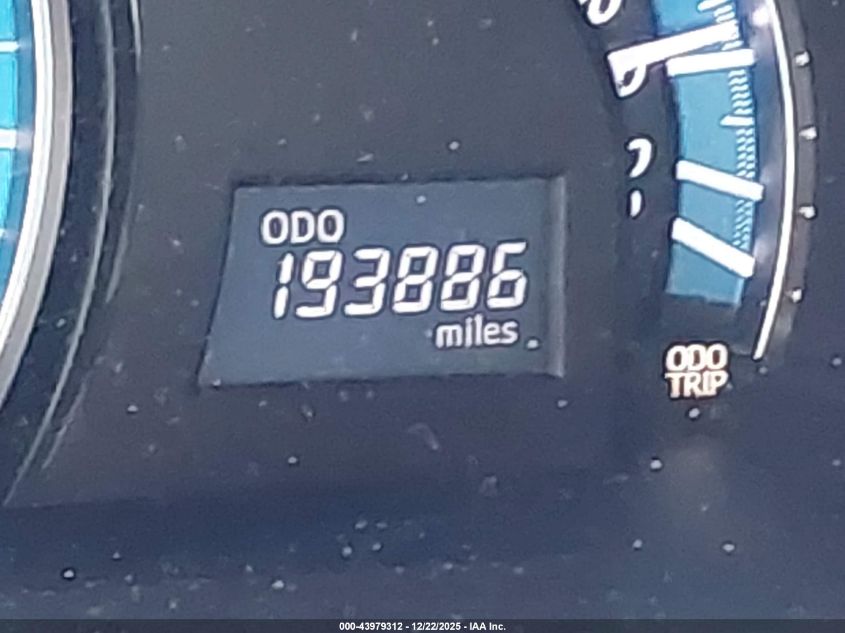 ODO
193886
miles
ODO
TRIP
000-43979312 - 12/22/2025 - IAA Inc.